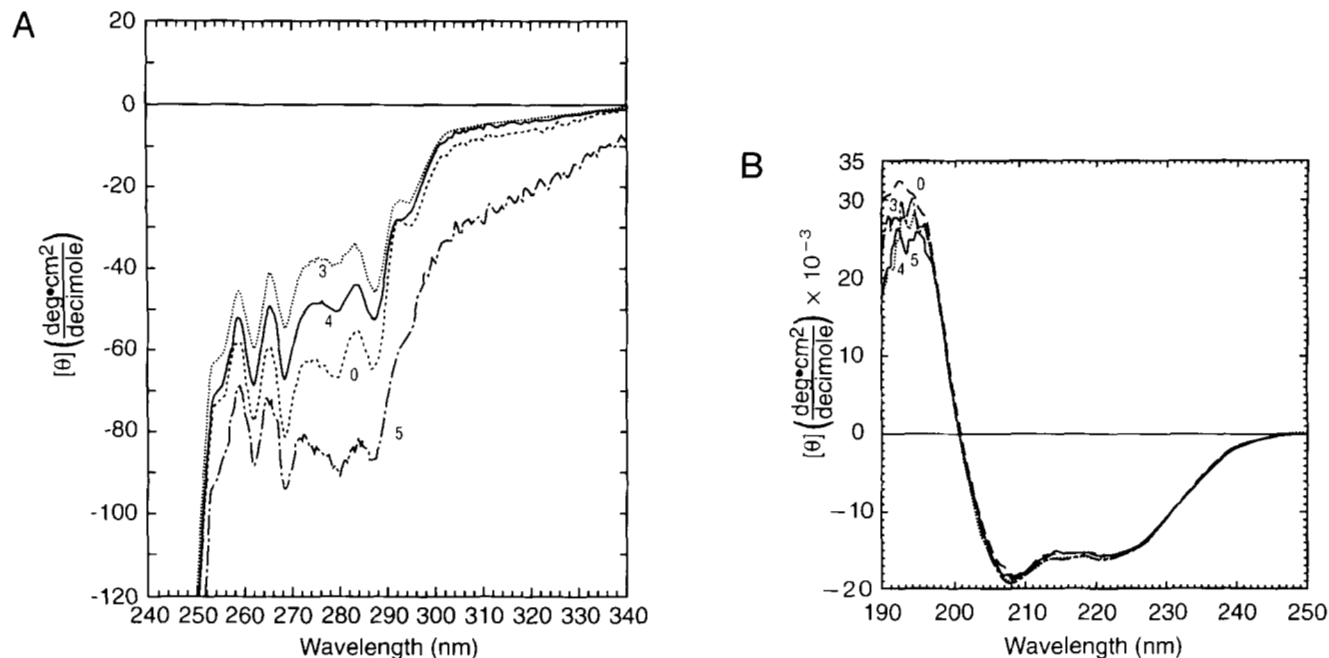 A
20
0
-20
-40
-60
-80
-100
-120
[θ] (deg•cm2 / decimole)
3
4
0
5
240 250 260 270 280 290 300 310 320 330 340
Wavelength (nm)
B
35
30
20
10
0
−10
−20
[θ] (deg•cm2 / decimole) × 10⁻³
0
3
4
5
190 200 210 220 230 240 250
Wavelength (nm)